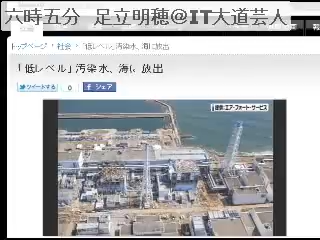 六時五分 足立明穂@IT大道芸人
トップページ > 社会 > 「低レベル」汚染水、海に放出
「低レベル」汚染水、海に放出
ツイートする 0 シェア
提供:エア・フォート・サービス